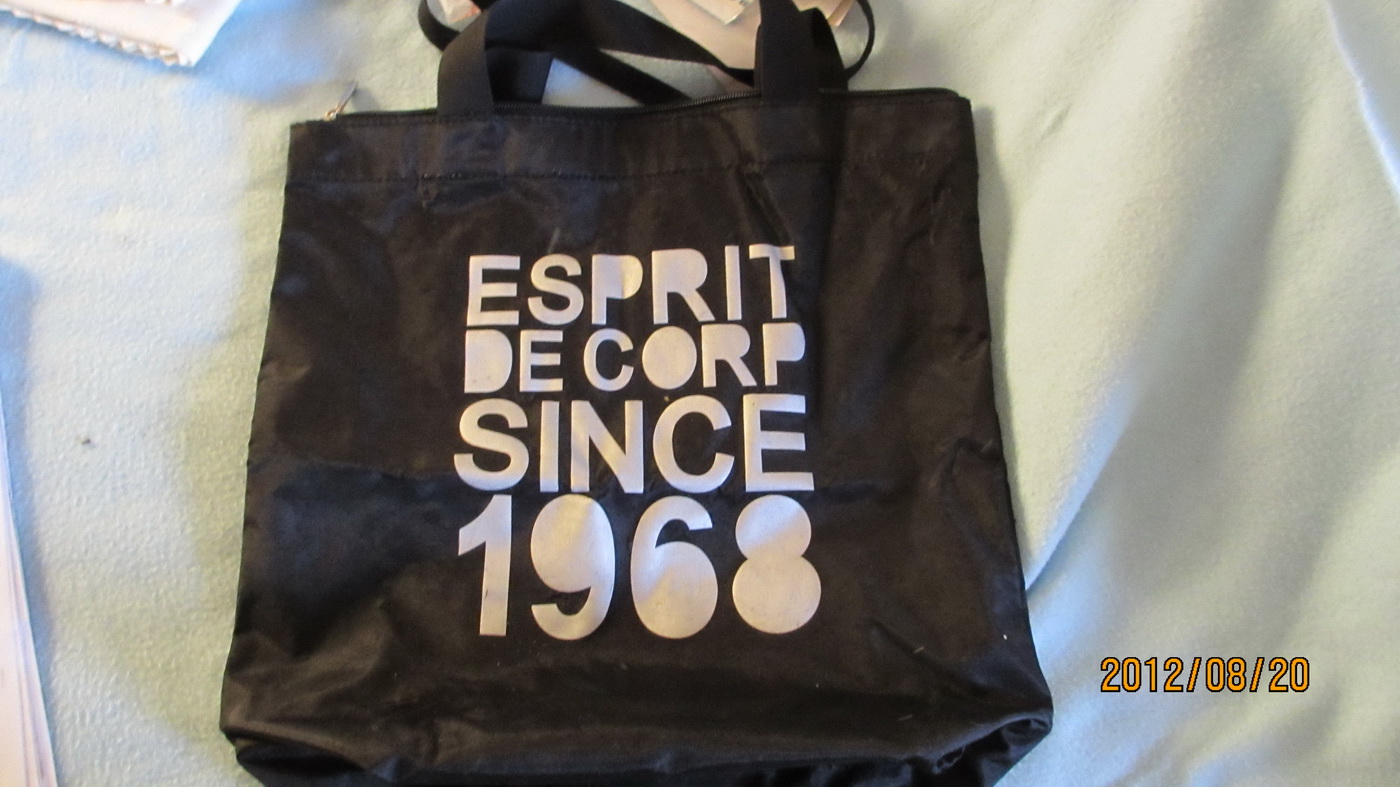 ESPRIT
DE CORP
SINCE
1968
2012/08/20